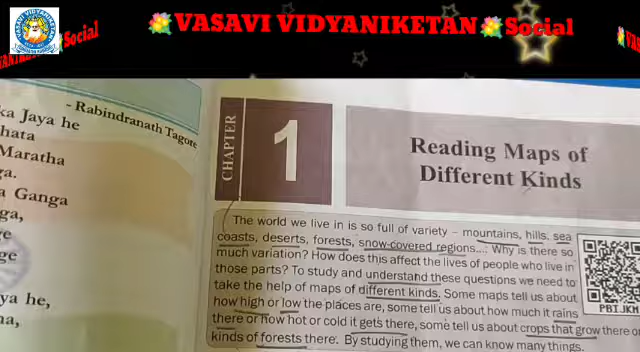 VASAVI VIDYANIKETAN Social
Social
- Rabindranath Tagore
ka Jaya he
hata
Maratha
ga.
a Ganga
ga,
e
ge
ya he,
na,
CHAPTER
1
Reading Maps of
Different Kinds
The world we live in is so full of variety – mountains, hills, sea
coasts, deserts, forests, snow-covered regions.... Why is there so
much variation? How does this affect the lives of people who live in
those parts? To study and understand these questions we need to
take the help of maps of different kinds. Some maps tell us about
how high or low the places are, some tell us about how much it rains
there or how hot or cold it gets there, some tell us about crops that grow there or
kinds of forests there. By studying them, we can know many things.
PBTJKH